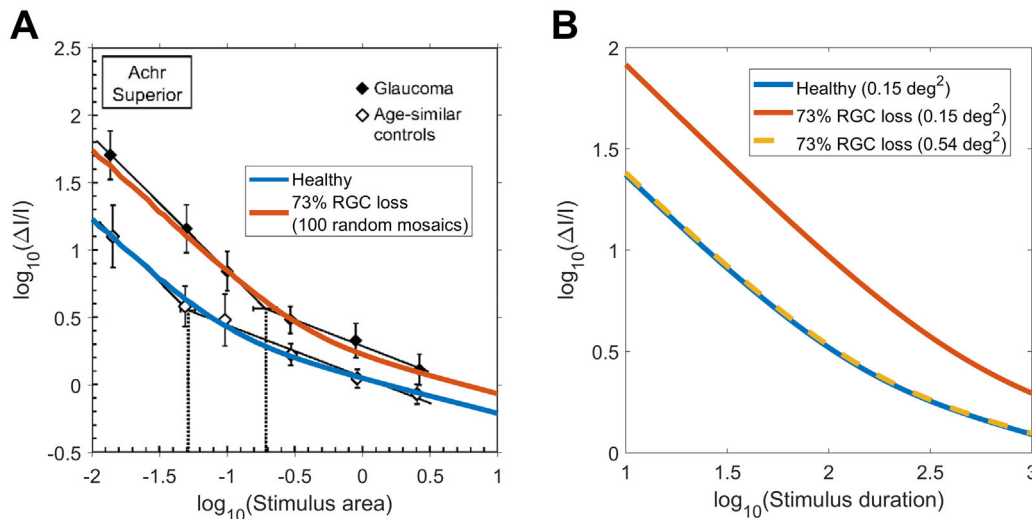 A
log10(ΔI/I)
2.5
2
1.5
1
0.5
0
-0.5
Achr
Superior
Glaucoma
Age-similar
controls
Healthy
73% RGC loss
(100 random mosaics)
-2
-1.5
-1
-0.5
0
0.5
1
log10(Stimulus area)
B
log10(ΔI/I)
2
1.5
1
0.5
0
Healthy (0.15 deg²)
73% RGC loss (0.15 deg²)
73% RGC loss (0.54 deg²)
1
1.5
2
2.5
3
log10(Stimulus duration)